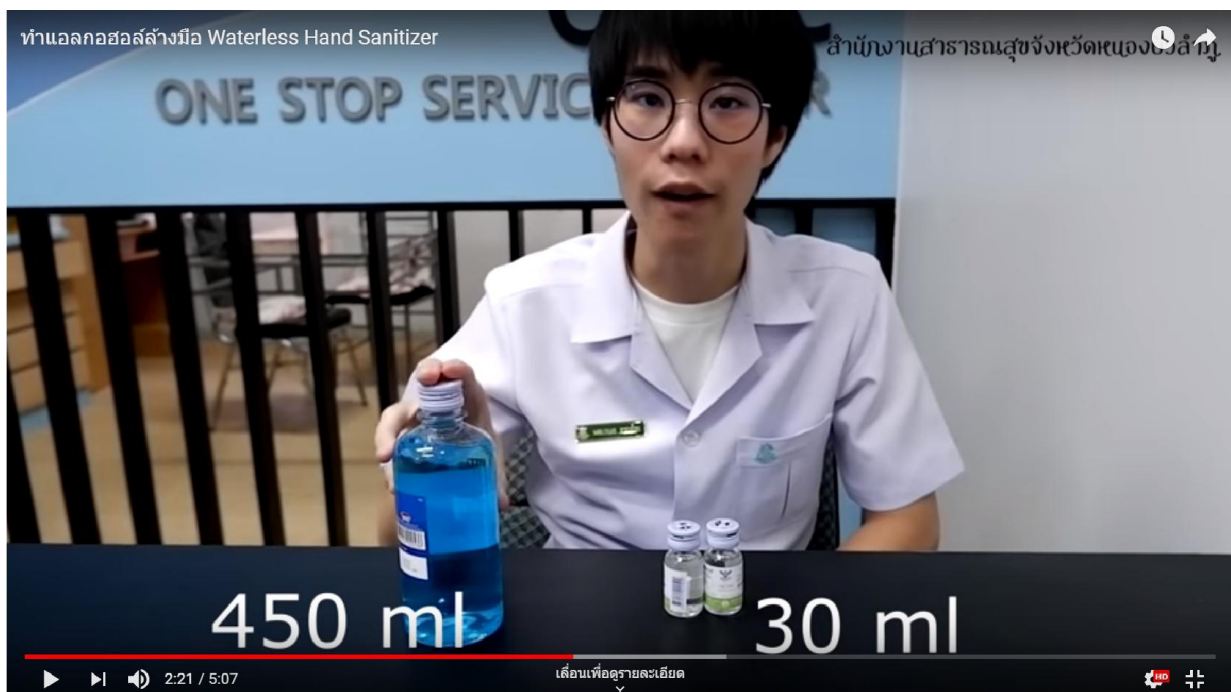 ทำแอลกอฮอล์ล้างมือ Waterless Hand Sanitizer
สำนักงานสาธารณสุขจังหวัดหนองบัวลำภู
ONE STOP SERVIC
450 ml
30 ml
2:21 / 5:07
เลื่อนเพื่อดูรายละเอียด
HD